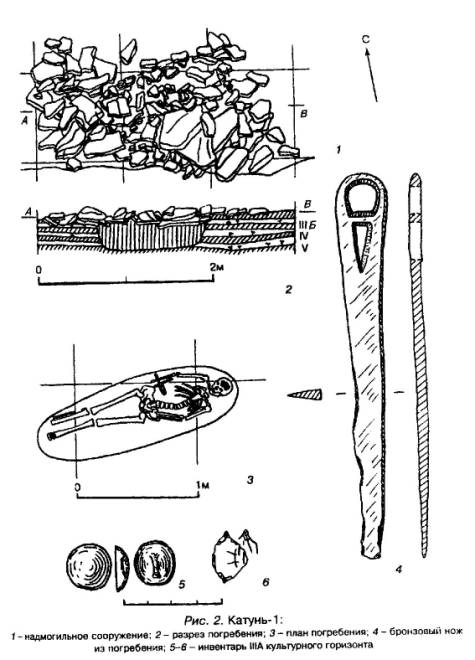 С
А
В
1
А
В
III Б
IV
V
0 2м
2
3
0 1м
4
5
6
Рис. 2. Катунь-1:
1 – надмогильное сооружение; 2 – разрез погребения; 3 – план погребения; 4 – бронзовый нож
из погребения; 5–6 – инвентарь IIIА культурного горизонта